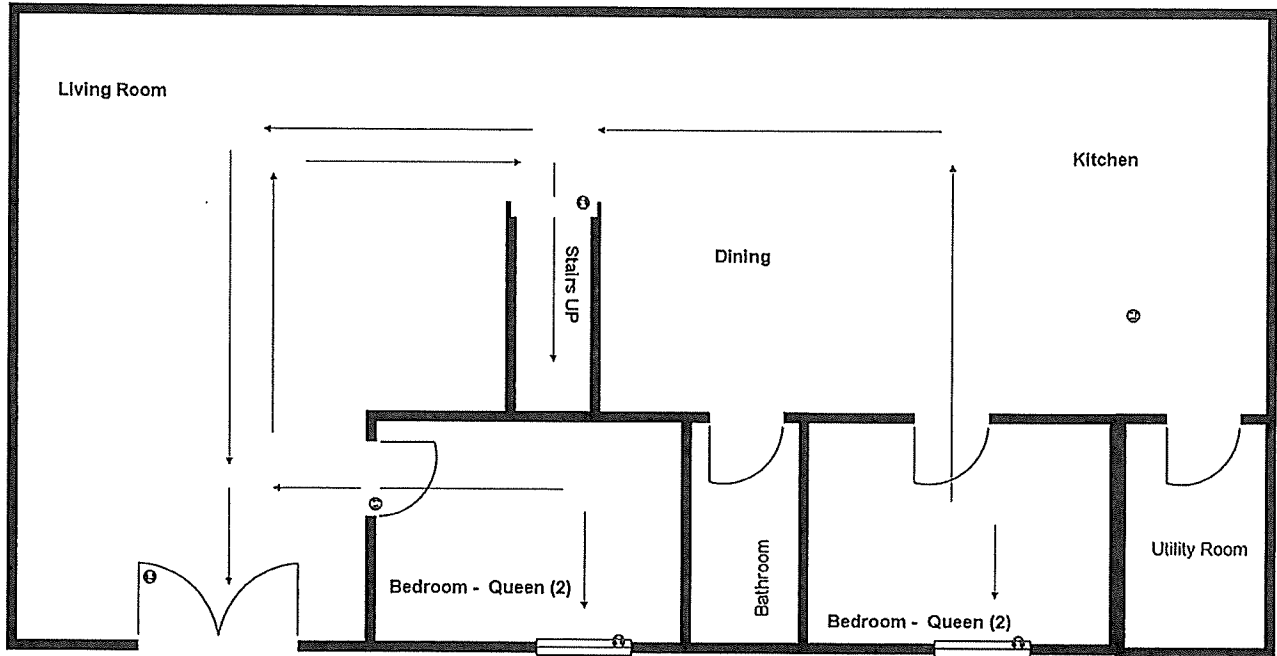 Living Room
Kitchen
Dining
Stairs UP
Bedroom - Queen (2)
Bathroom
Bedroom - Queen (2)
Utility Room